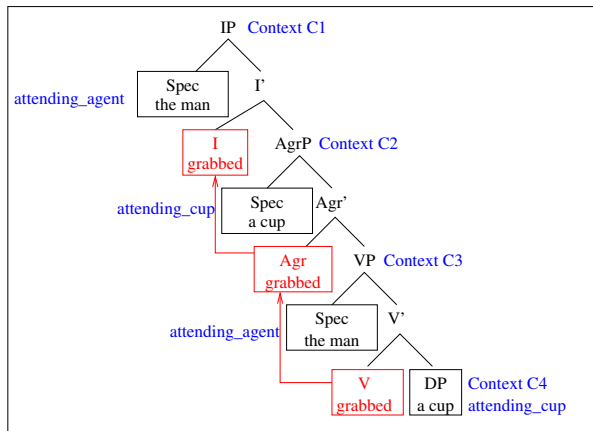 IP Context C1
Spec
the man
attending_agent
I'
I
grabbed
AgrP Context C2
attending_cup
Spec
a cup
Agr'
Agr
grabbed
VP Context C3
attending_agent
Spec
the man
V'
V
grabbed
DP
a cup
Context C4
attending_cup